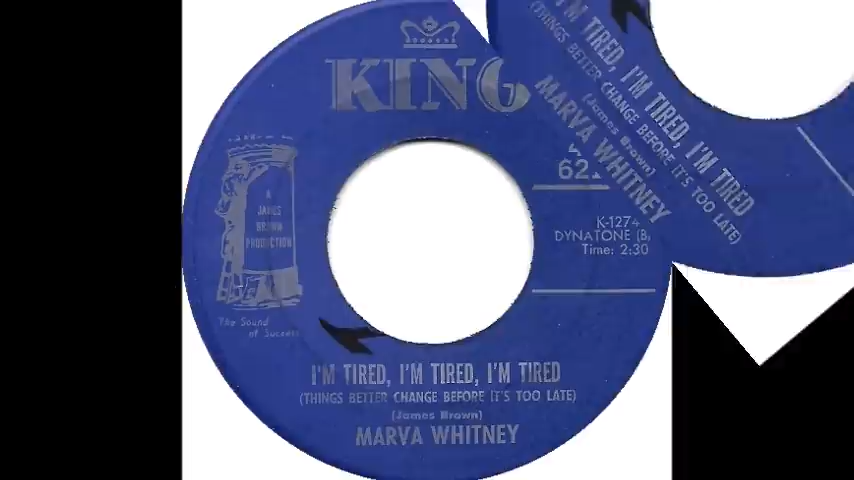 KING
A
JAMES
BROWN
PRODUCTION
The Sound
of Success
62
K-1274
DYNATONE (B
Time: 2:30
I'M TIRED, I'M TIRED, I'M TIRED
(THINGS BETTER CHANGE BEFORE IT'S TOO LATE)
(James Brown)
MARVA WHITNEY
I'M TIRED, I'M TIRED, I'M TIRED
(THINGS BETTER CHANGE BEFORE IT'S TOO LATE)
(James Brown)
MARVA WHITNEY